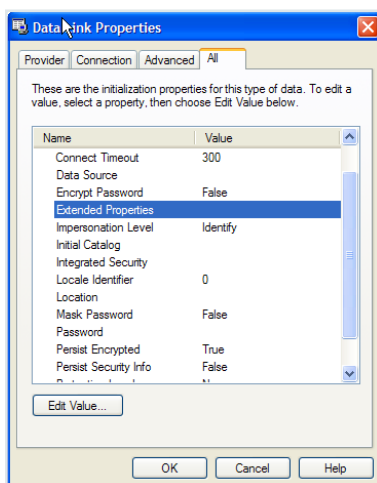 Data Link Properties
Provider Connection Advanced All
These are the initialization properties for this type of data. To edit a
value, select a property, then choose Edit Value below.
Name Value
Connect Timeout 300
Data Source
Encrypt Password False
Extended Properties
Impersonation Level Identify
Initial Catalog
Integrated Security
Locale Identifier 0
Location
Mask Password False
Password
Persist Encrypted True
Persist Security Info False
Edit Value...
OK Cancel Help